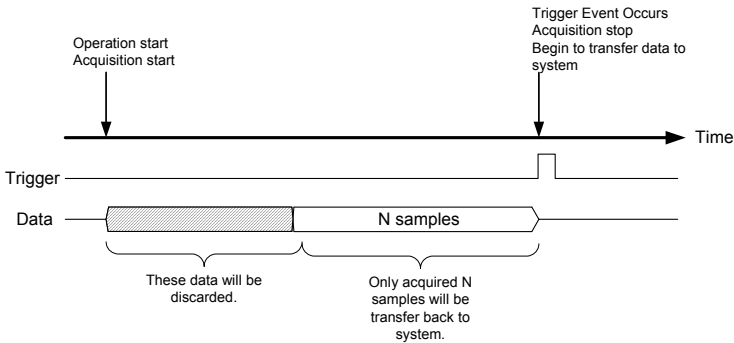 Operation start
Acquisition start
Trigger Event Occurs
Acquisition stop
Begin to transfer data to
system
Time
Trigger
Data
N samples
These data will be
discarded.
Only acquired N
samples will be
transfer back to
system.